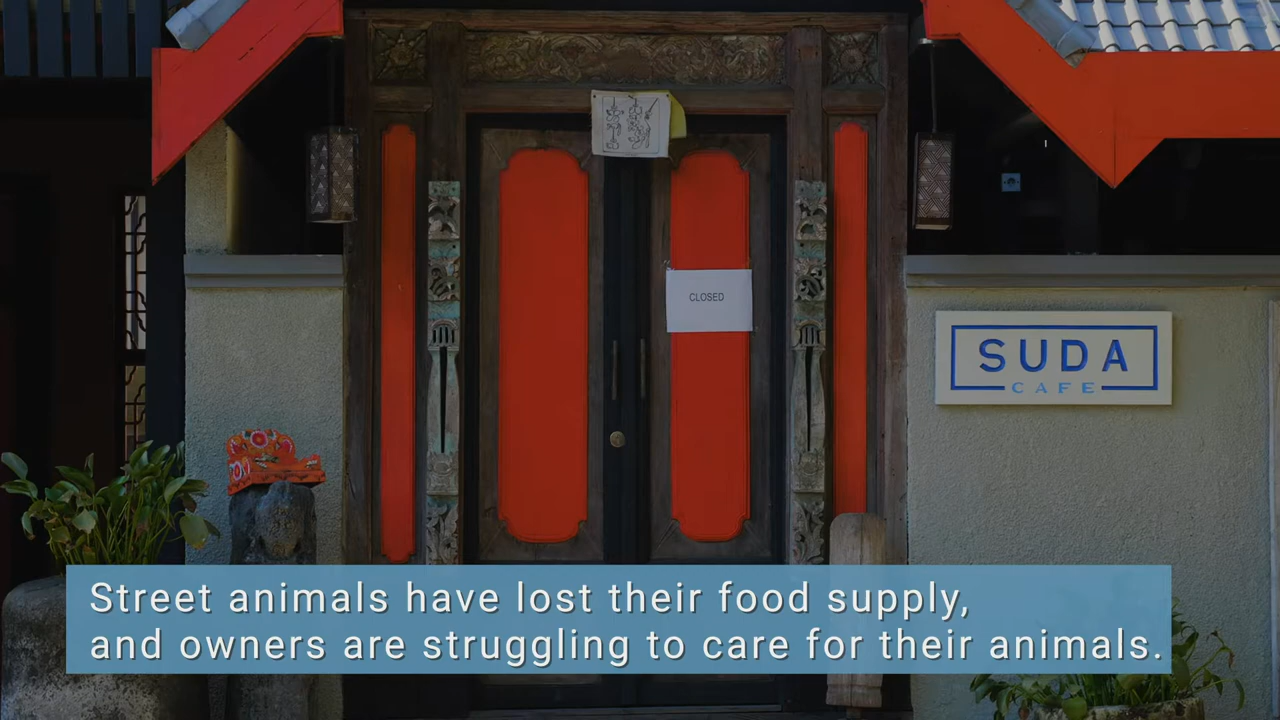 CLOSED
SUDA
CAFE
Street animals have lost their food supply,
and owners are struggling to care for their animals.